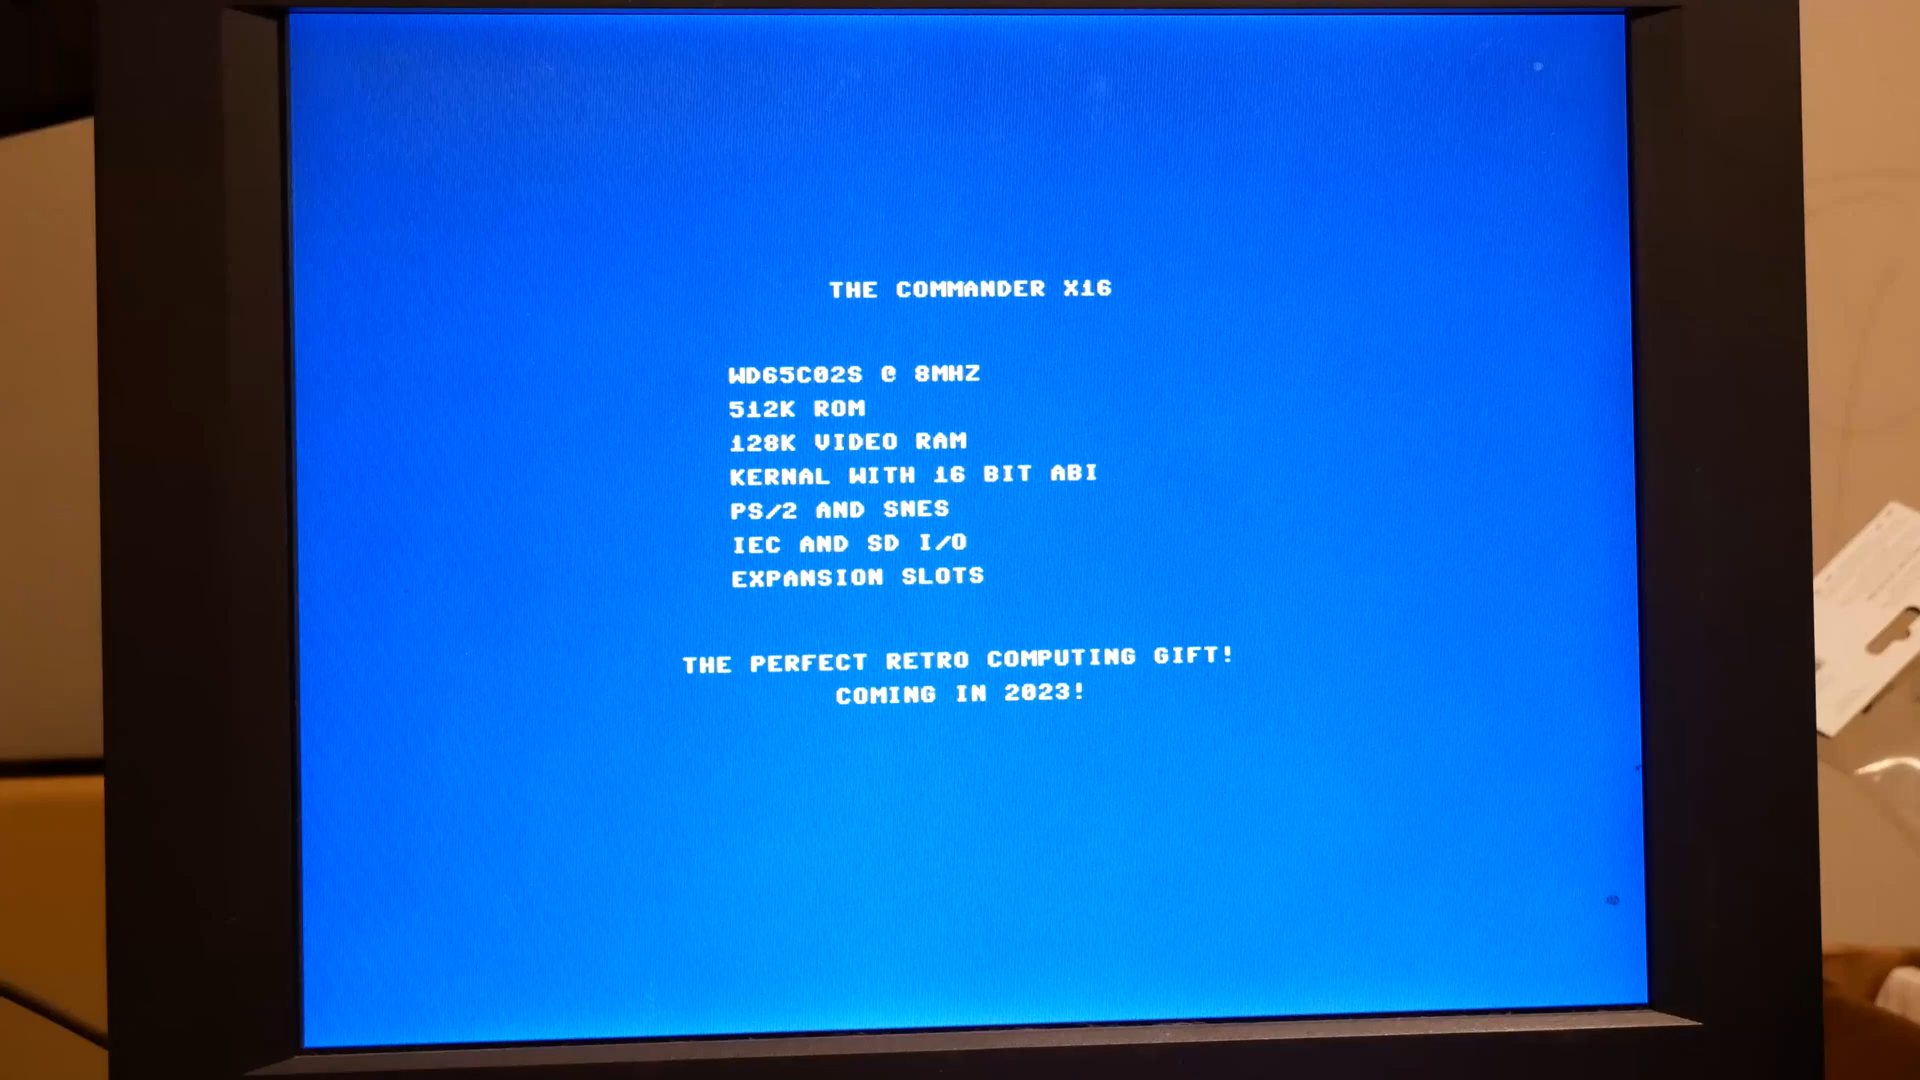 THE COMMANDER X16
WD65C02S @ 8MHZ
512K ROM
128K VIDEO RAM
KERNAL WITH 16 BIT ABI
PS/2 AND SNES
IEC AND SD I/O
EXPANSION SLOTS
THE PERFECT RETRO COMPUTING GIFT!
COMING IN 2023!